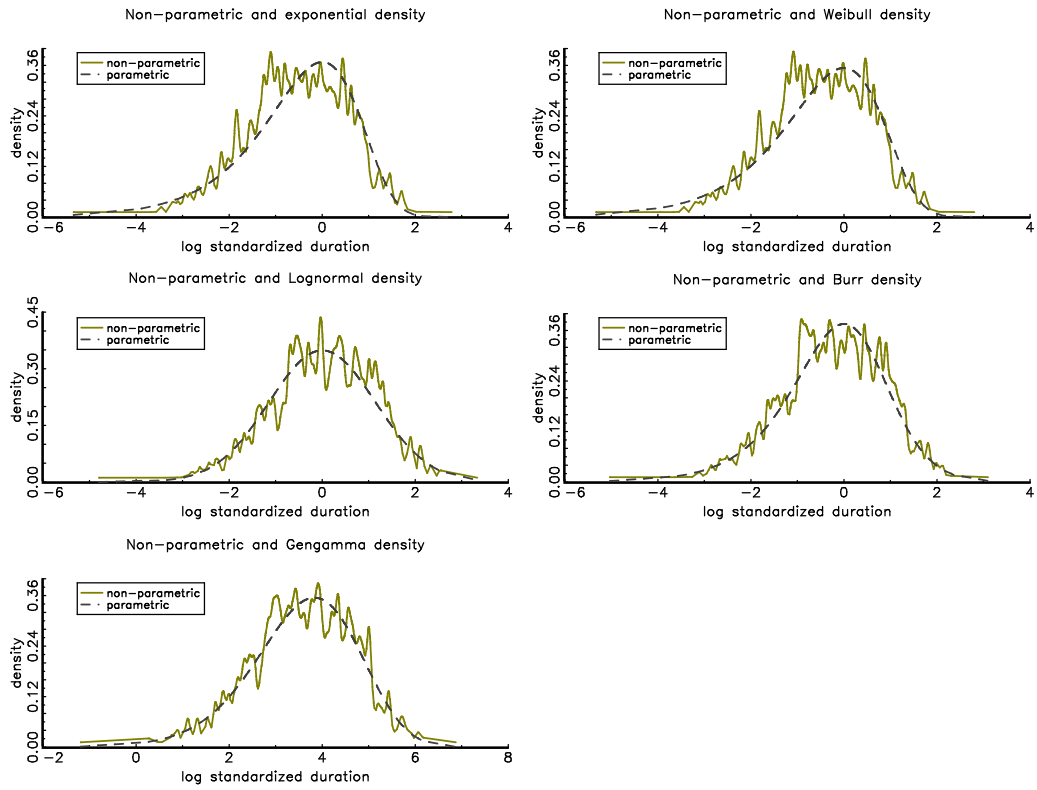 Non-parametric and exponential density
non-parametric
parametric
density
0.00 0.12 0.24 0.36
-6 -4 -2 0 2 4
log standardized duration
Non-parametric and Weibull density
non-parametric
parametric
density
0.00 0.12 0.24 0.36
-6 -4 -2 0 2 4
log standardized duration
Non-parametric and Lognormal density
non-parametric
parametric
density
0.00 0.15 0.30 0.45
-6 -4 -2 0 2 4
log standardized duration
Non-parametric and Burr density
non-parametric
parametric
density
0.00 0.12 0.24 0.36
-6 -4 -2 0 2 4
log standardized duration
Non-parametric and Gengamma density
non-parametric
parametric
density
0.00 0.12 0.24 0.36
-2 0 2 4 6 8
log standardized duration